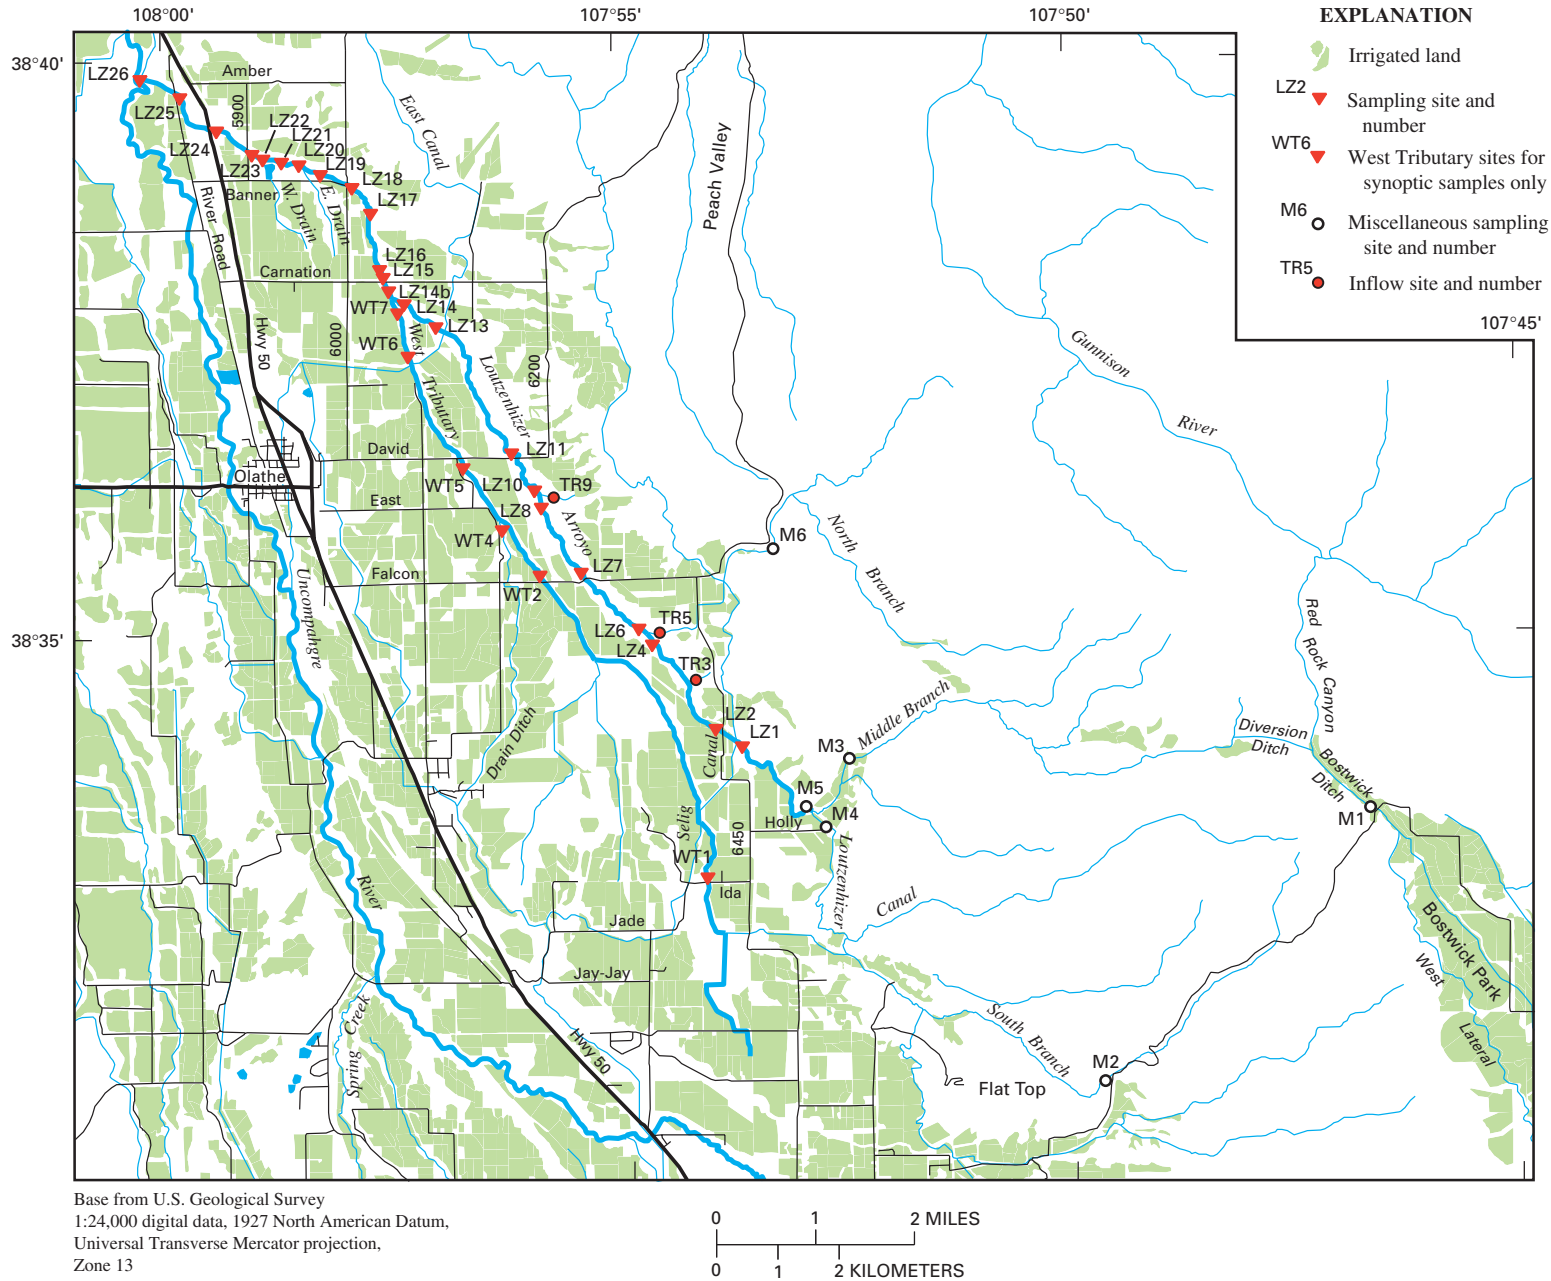 108°00'
107°55'
107°50'
EXPLANATION
38°40'
Irrigated land
LZ2
Sampling site and
number
WT6
West Tributary sites for
synoptic samples only
M6
Miscellaneous sampling
site and number
TR5
Inflow site and number
107°45'
LZ26
Amber
LZ25
5900
East Canal
LZ22
LZ21
LZ20
LZ24
LZ23
LZ19
LZ18
Banner
W. Drain
E. Drain
LZ17
River Road
Peach Valley
LZ16
LZ15
Carnation
LZ14b
LZ14
WT7
LZ13
Hwy 50
6000
WT6
West Tributary
Loutzenhizer Arroyo
6200
Gunnison River
David
LZ11
Olathe
WT5
LZ10
TR9
East
LZ8
WT4
M6
North Branch
Falcon
LZ7
WT2
Uncompahgre River
38°35'
TR5
LZ6
LZ4
Red Rock Canyon
TR3
LZ2
LZ1
Middle Branch
M3
Drain Ditch
Selig Canal
Diversion
Ditch
Bostwick
Ditch
M5
M4
M1
Holly
6450
Loutzenhizer Canal
WT1
Ida
Jade
Bostwick Park
West Lateral
Jay-Jay
Spring Creek
South Branch
Hwy 50
M2
Flat Top
Base from U.S. Geological Survey
1:24,000 digital data, 1927 North American Datum,
Universal Transverse Mercator projection,
Zone 13
0 1 2 MILES
0 1 2 KILOMETERS